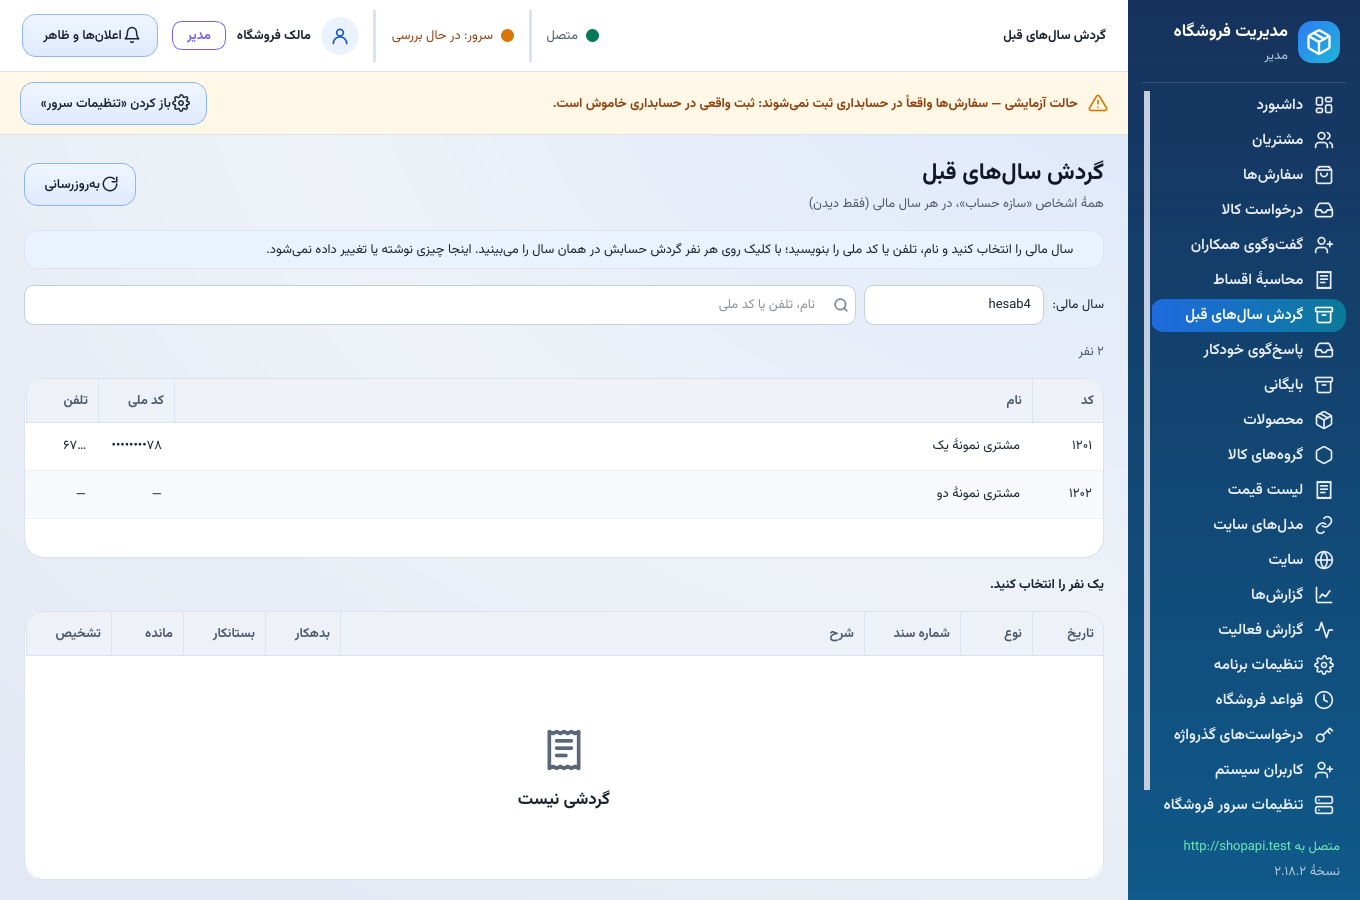 مدیریت فروشگاه
مدیر
داشبورد
مشتریان
سفارش‌ها
درخواست کالا
گفت‌وگوی همکاران
محاسبهٔ اقساط
گردش سال‌های قبل
پاسخ‌گوی خودکار
بایگانی
محصولات
گروه‌های کالا
لیست قیمت
مدل‌های سایت
سایت
گزارش‌ها
گزارش فعالیت
تنظیمات برنامه
قواعد فروشگاه
درخواست‌های گذرواژه
کاربران سیستم
تنظیمات سرور فروشگاه
متصل به http://shopapi.test
نسخهٔ ۲.۱۸.۲
گردش سال‌های قبل
متصل
سرور: در حال بررسی
مالک فروشگاه
مدیر
اعلان‌ها و ظاهر
حالت آزمایشی — سفارش‌ها واقعاً در حسابداری ثبت نمی‌شوند: ثبت واقعی در حسابداری خاموش است.
باز کردن «تنظیمات سرور»
گردش سال‌های قبل
همهٔ اشخاص «سازه حساب»، در هر سال مالی (فقط دیدن)
به‌روزرسانی
سال مالی را انتخاب کنید و نام، تلفن یا کد ملی را بنویسید؛ با کلیک روی هر نفر گردش حسابش در همان سال را می‌بینید. اینجا چیزی نوشته یا تغییر داده نمی‌شود.
سال مالی: hesab4 نام، تلفن یا کد ملی
۲ نفر
کد نام کد ملی تلفن
۱۲۰۱ مشتری نمونهٔ یک ••••••••۷۸ …۶۷
۱۲۰۲ مشتری نمونهٔ دو — —
یک نفر را انتخاب کنید.
تاریخ نوع شماره سند شرح بدهکار بستانکار مانده تشخیص
گردشی نیست